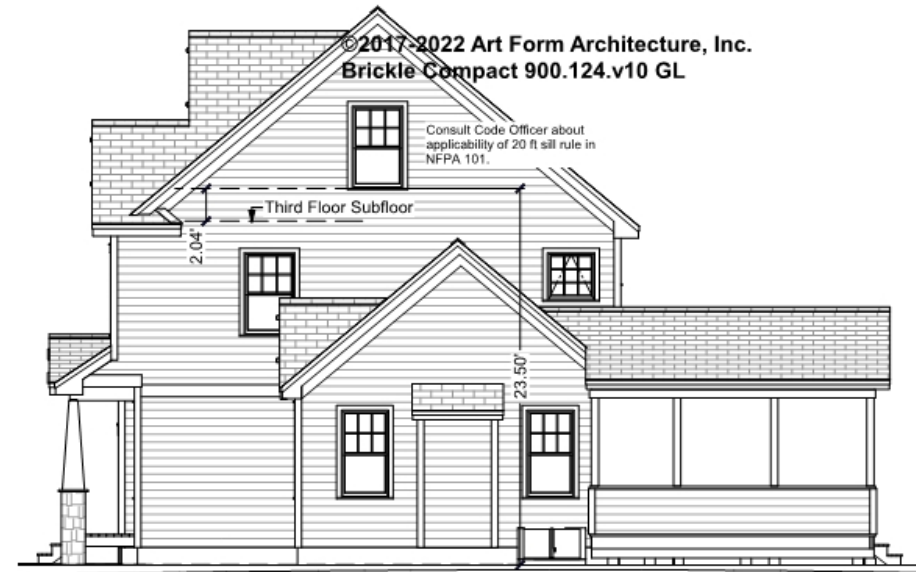 ©2017-2022 Art Form Architecture, Inc.
Brickle Compact 900.124.v10 GL
Consult Code Officer about
applicability of 20 ft sill rule in
NFPA 101.
Third Floor Subfloor
2.04'
23.50'